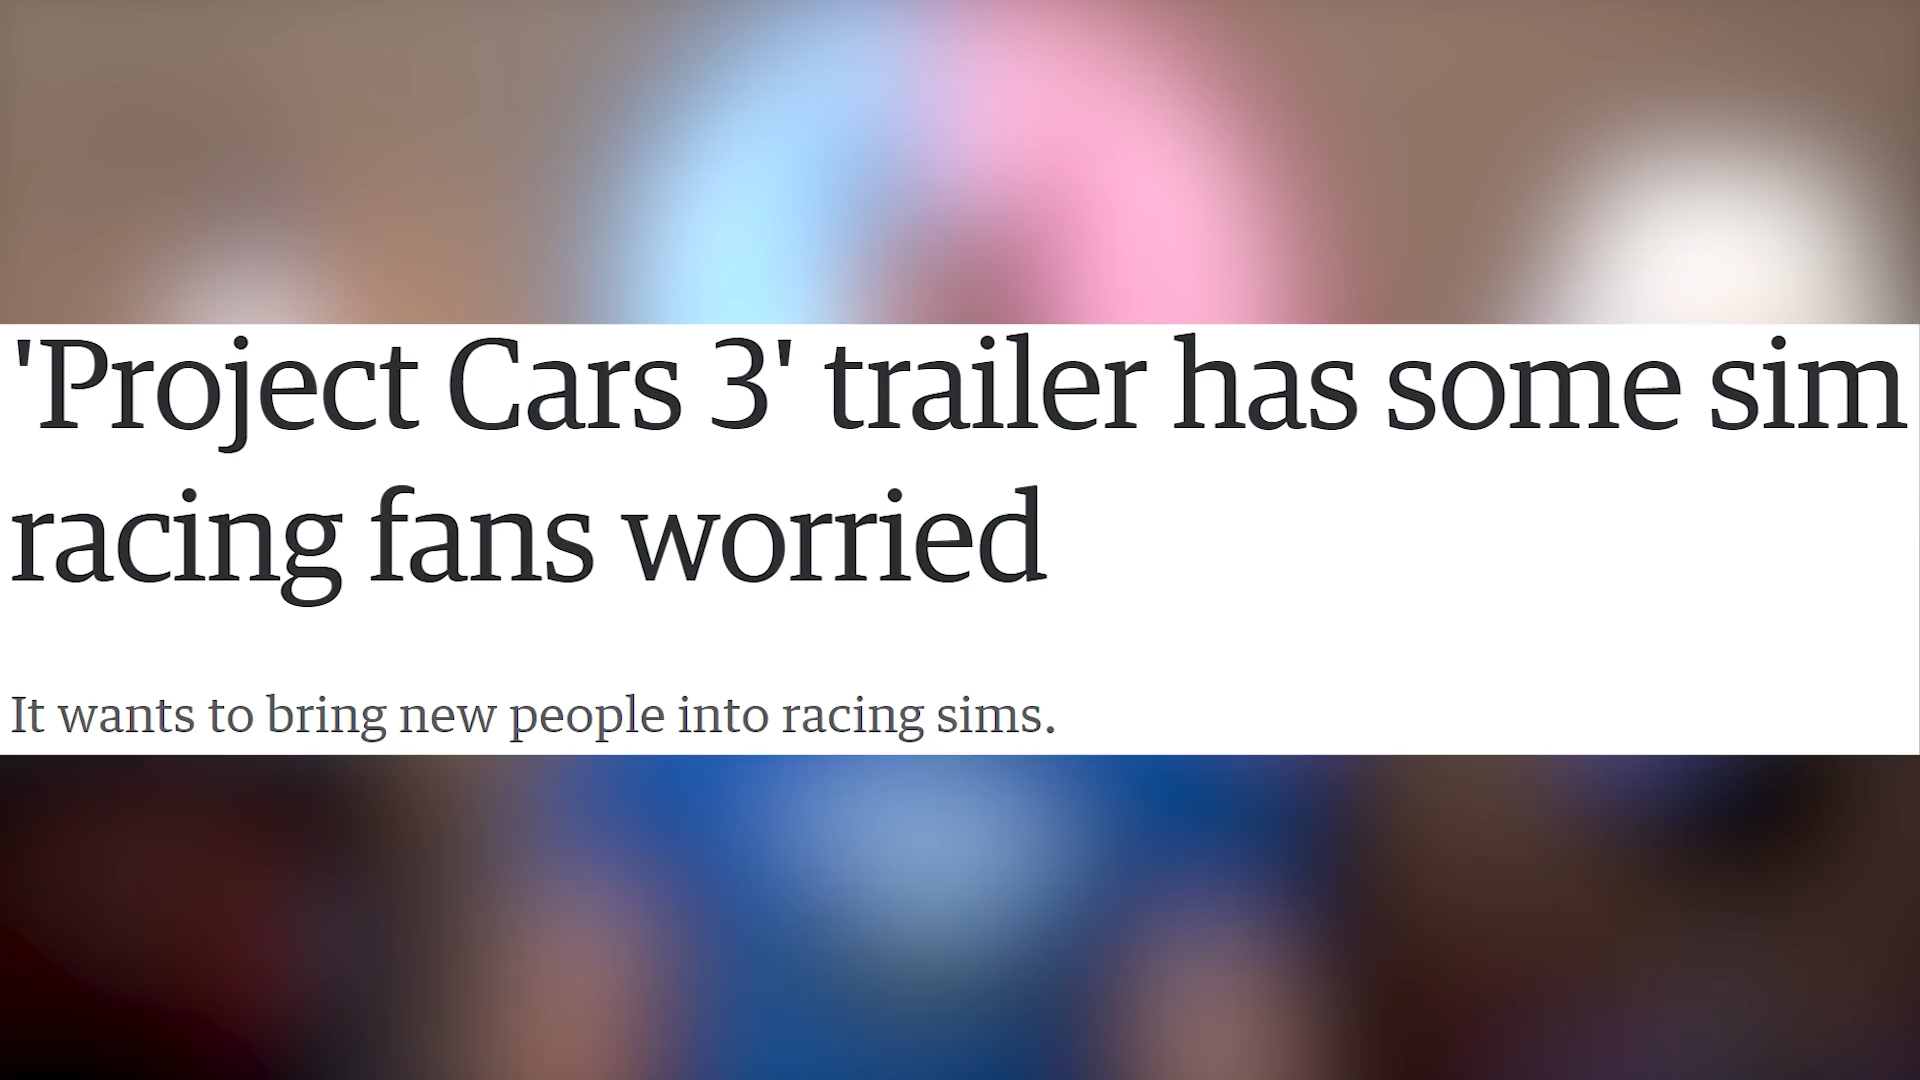 'Project Cars 3' trailer has some sim
racing fans worried
It wants to bring new people into racing sims.